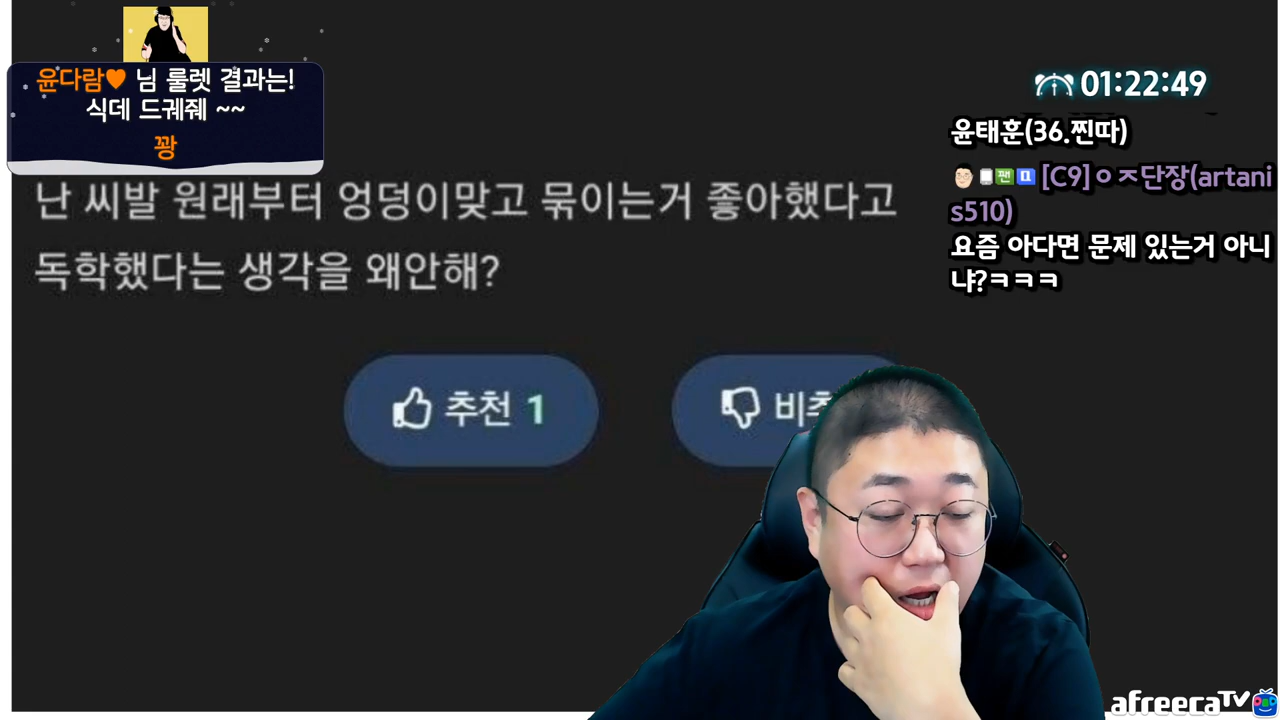 윤다람♥ 님 룰렛 결과는!
식데 드궤줴 ~~
꽝
01:22:49
윤태훈(36.찐따)
팬 [C9]ㅇㅈ단장(artani
s510)
요즘 아다면 문제 있는거 아니
냐?ㅋㅋㅋ
난 씨발 원래부터 엉덩이맞고 묶이는거 좋아했다고
독학했다는 생각을 왜안해?
추천 1
비추
afreecaTV